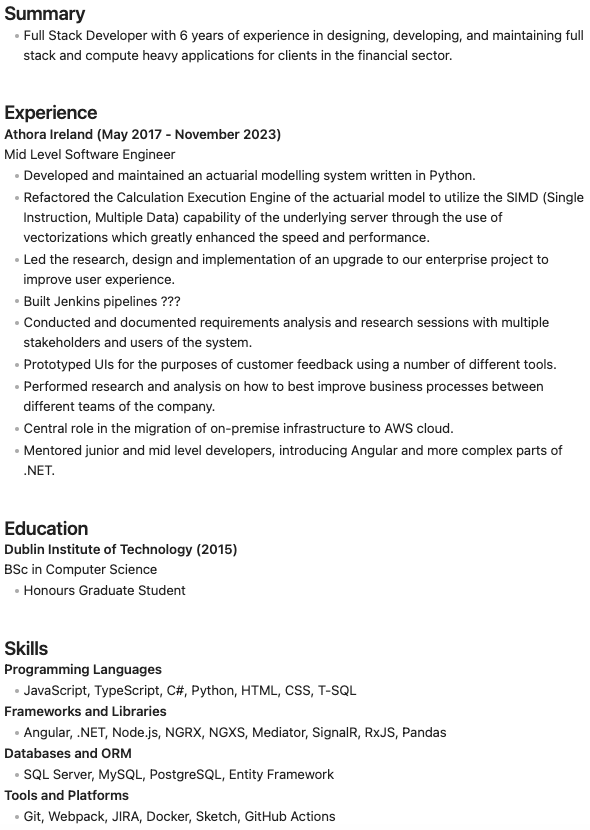 Summary
• Full Stack Developer with 6 years of experience in designing, developing, and maintaining full
stack and compute heavy applications for clients in the financial sector.
Experience
Athora Ireland (May 2017 - November 2023)
Mid Level Software Engineer
• Developed and maintained an actuarial modelling system written in Python.
• Refactored the Calculation Execution Engine of the actuarial model to utilize the SIMD (Single
Instruction, Multiple Data) capability of the underlying server through the use of
vectorizations which greatly enhanced the speed and performance.
• Led the research, design and implementation of an upgrade to our enterprise project to
improve user experience.
• Built Jenkins pipelines ???
• Conducted and documented requirements analysis and research sessions with multiple
stakeholders and users of the system.
• Prototyped UIs for the purposes of customer feedback using a number of different tools.
• Performed research and analysis on how to best improve business processes between
different teams of the company.
• Central role in the migration of on-premise infrastructure to AWS cloud.
• Mentored junior and mid level developers, introducing Angular and more complex parts of
.NET.
Education
Dublin Institute of Technology (2015)
BSc in Computer Science
• Honours Graduate Student
Skills
Programming Languages
• JavaScript, TypeScript, C#, Python, HTML, CSS, T-SQL
Frameworks and Libraries
• Angular, .NET, Node.js, NGRX, NGXS, Mediator, SignalR, RxJS, Pandas
Databases and ORM
• SQL Server, MySQL, PostgreSQL, Entity Framework
Tools and Platforms
• Git, Webpack, JIRA, Docker, Sketch, GitHub Actions